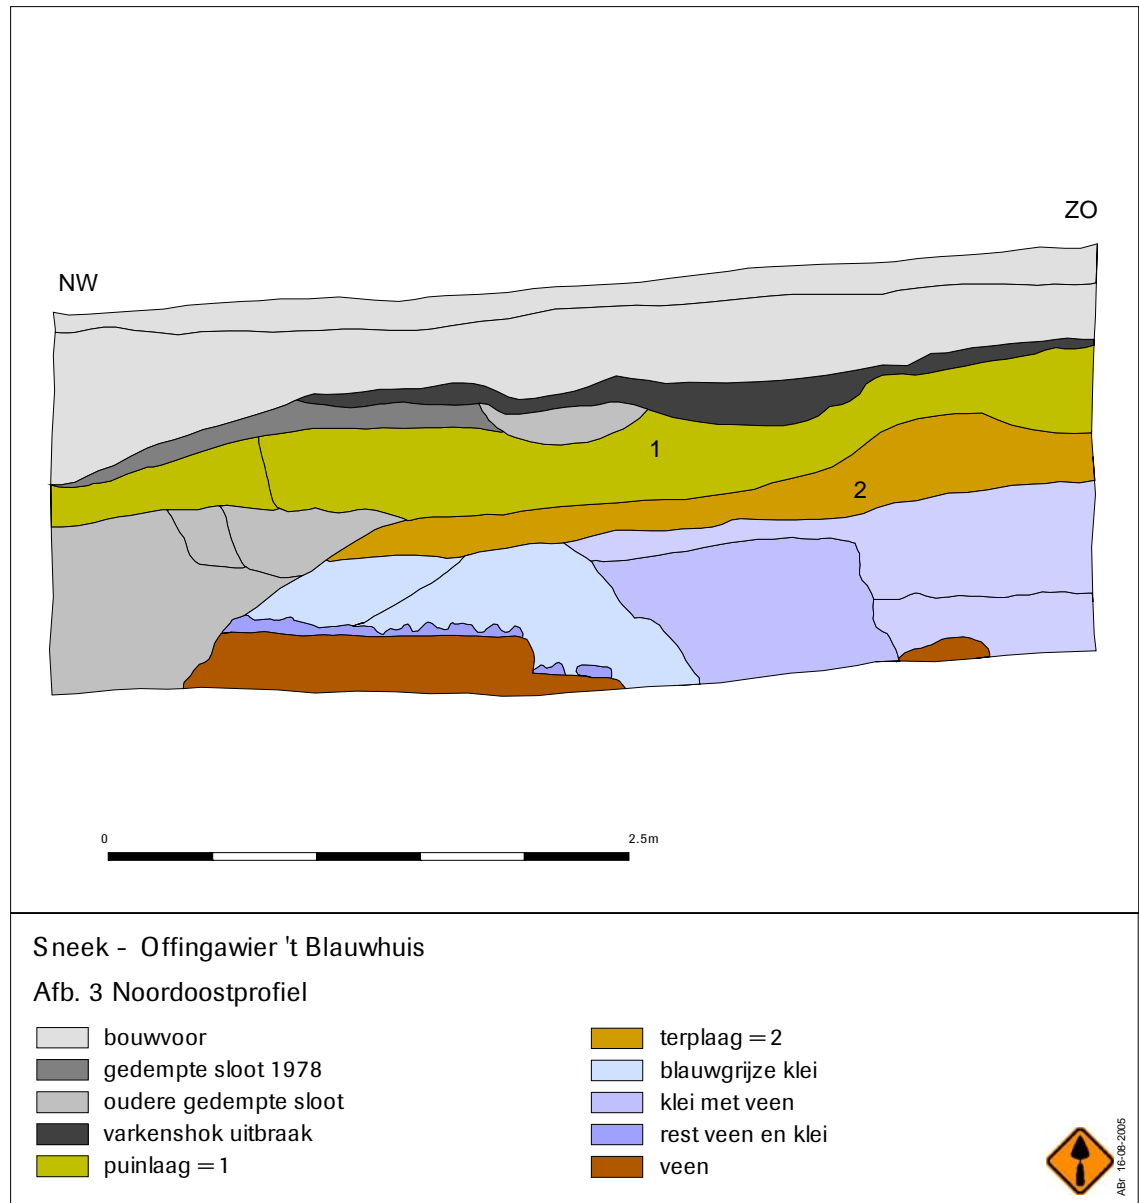 ZO
NW
1
2
0 2.5m
Sneek - Offingawier 't Blauwhuis
Afb. 3 Noordoostprofiel
bouwvoor
gedempte sloot 1978
oudere gedempte sloot
varkenshok uitbraak
puinlaag = 1
terplaag = 2
blauwgrijze klei
klei met veen
rest veen en klei
veen
ABr 16-08-2005